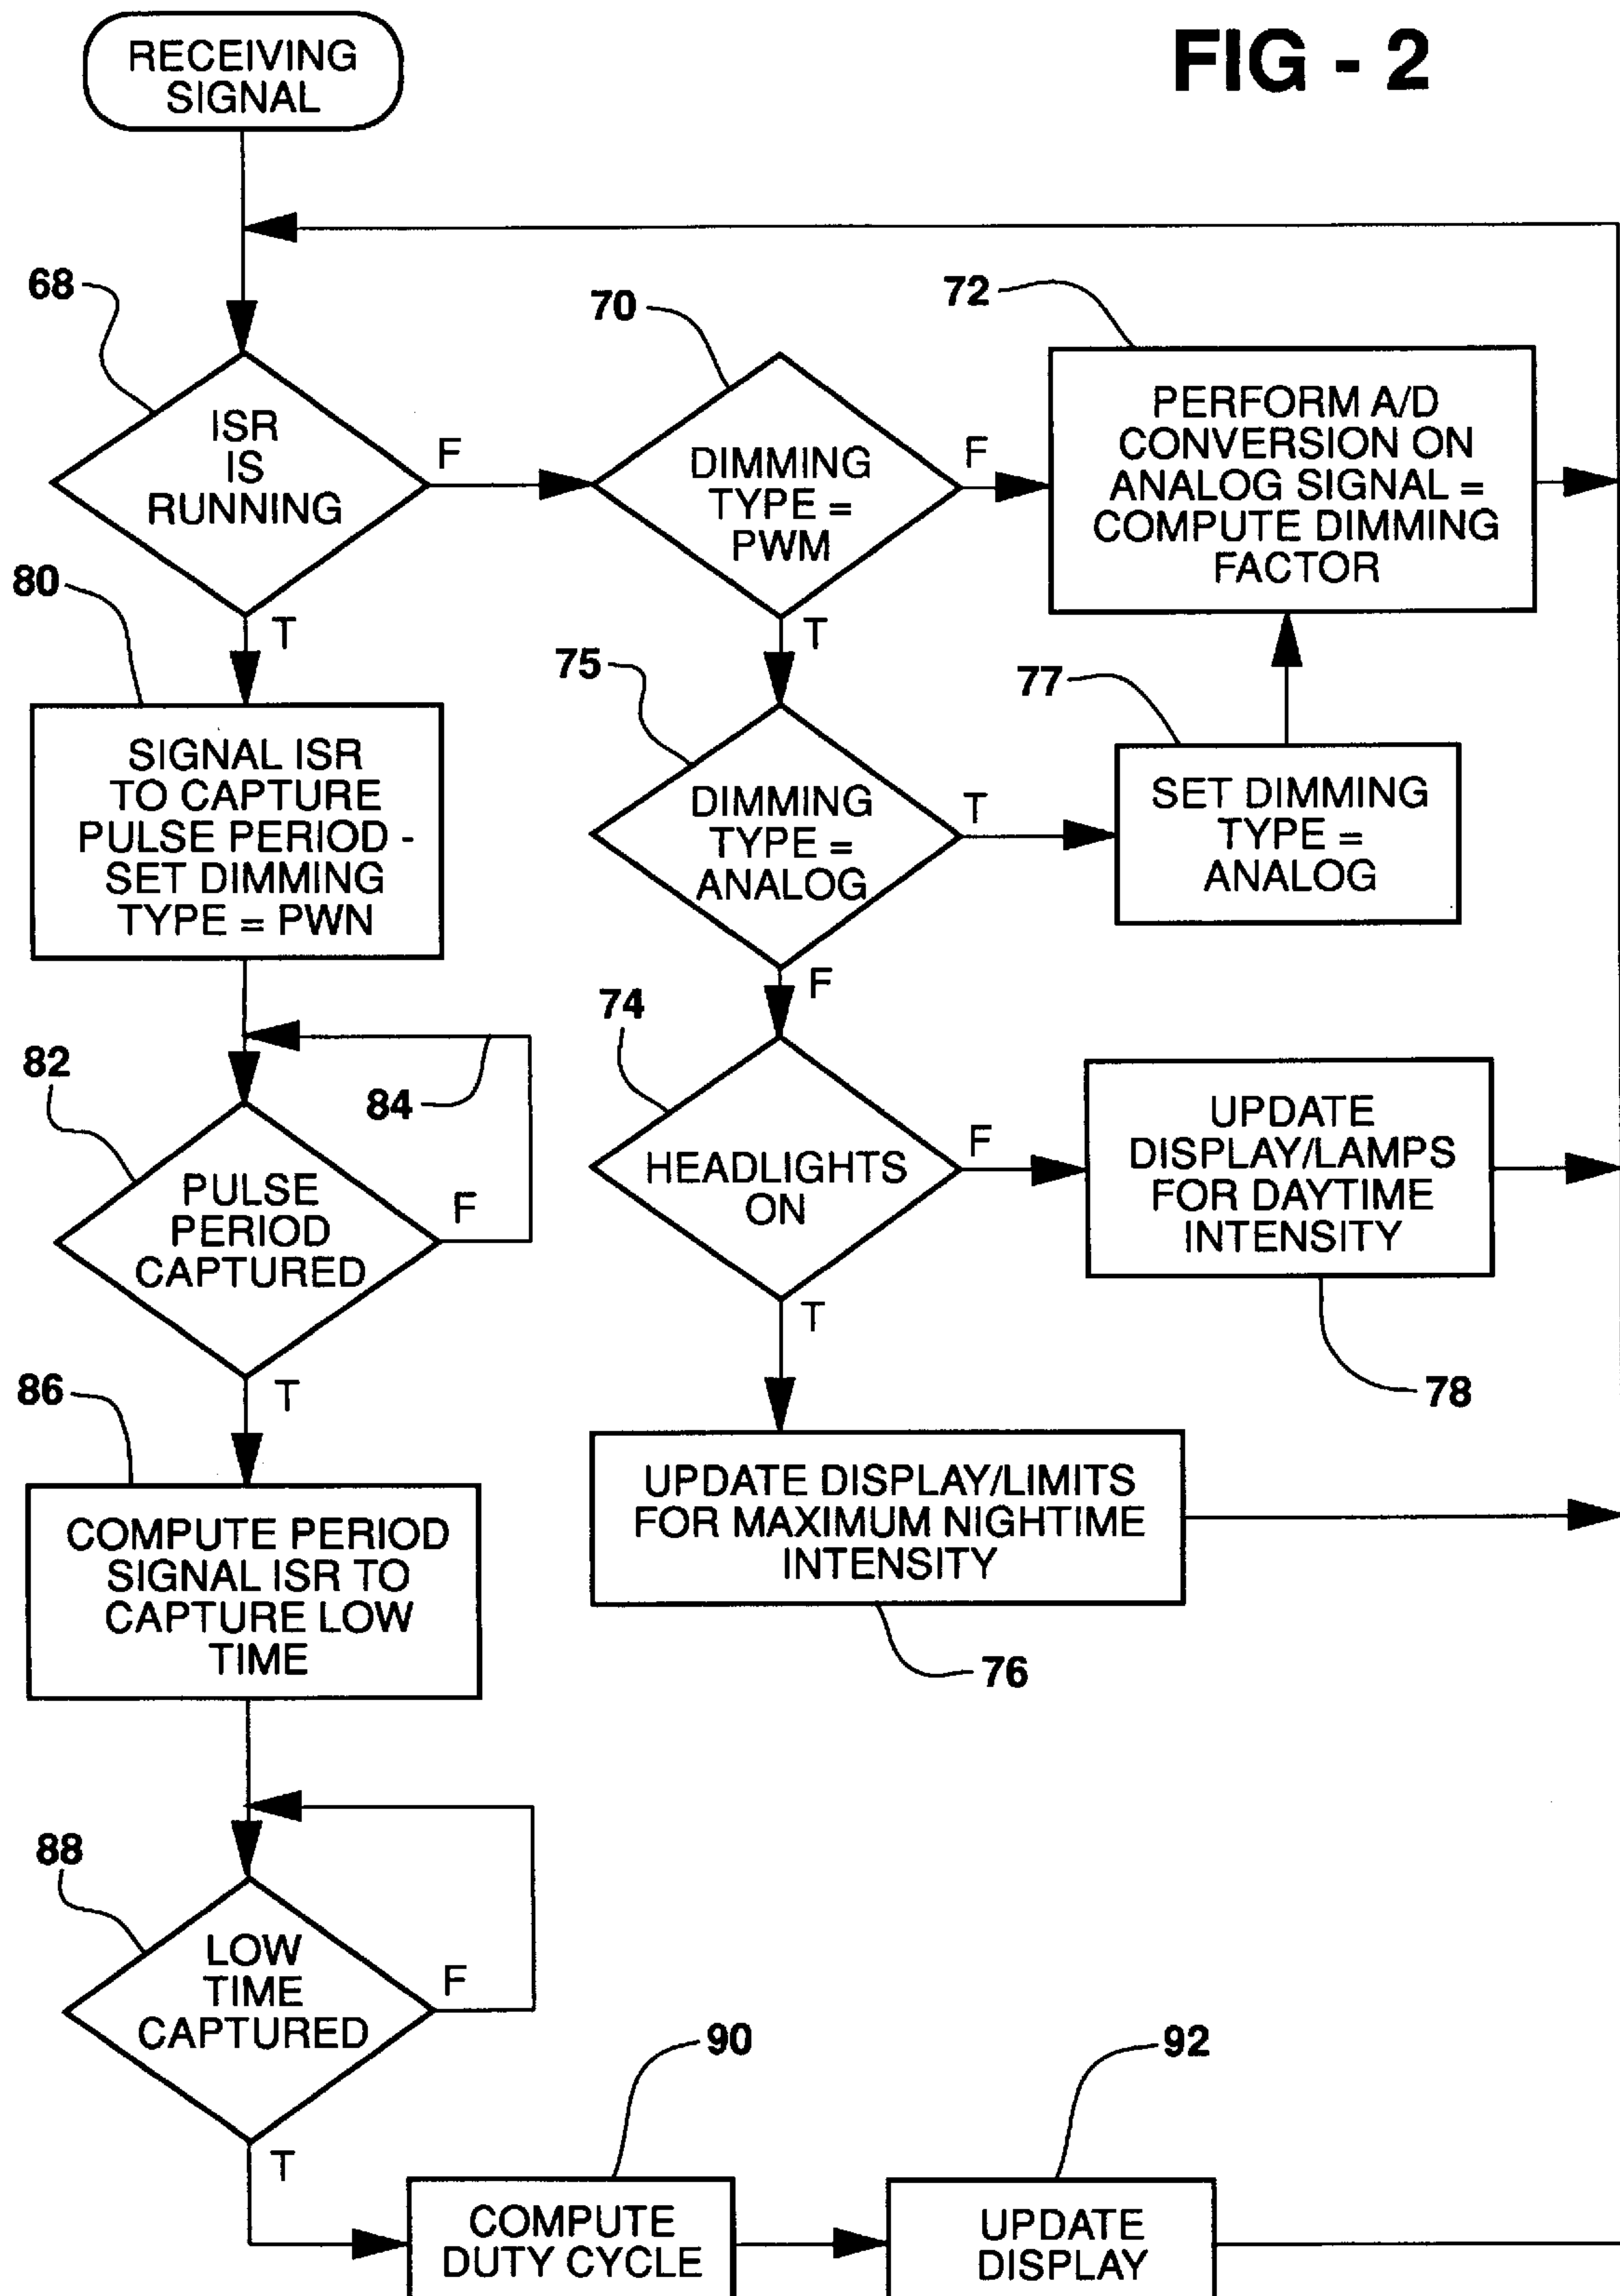 FIG - 2
RECEIVING
SIGNAL
68
ISR
IS
RUNNING
F
T
70
DIMMING
TYPE =
PWM
F
T
72
PERFORM A/D
CONVERSION ON
ANALOG SIGNAL =
COMPUTE DIMMING
FACTOR
80
SIGNAL ISR
TO CAPTURE
PULSE PERIOD -
SET DIMMING
TYPE = PWN
75
DIMMING
TYPE =
ANALOG
T
F
77
SET DIMMING
TYPE =
ANALOG
82
84
PULSE
PERIOD
CAPTURED
F
T
74
HEADLIGHTS
ON
F
T
UPDATE
DISPLAY/LAMPS
FOR DAYTIME
INTENSITY
78
86
COMPUTE PERIOD
SIGNAL ISR TO
CAPTURE LOW
TIME
UPDATE DISPLAY/LIMITS
FOR MAXIMUM NIGHTIME
INTENSITY
76
88
LOW
TIME
CAPTURED
F
T
90
COMPUTE
DUTY CYCLE
92
UPDATE
DISPLAY